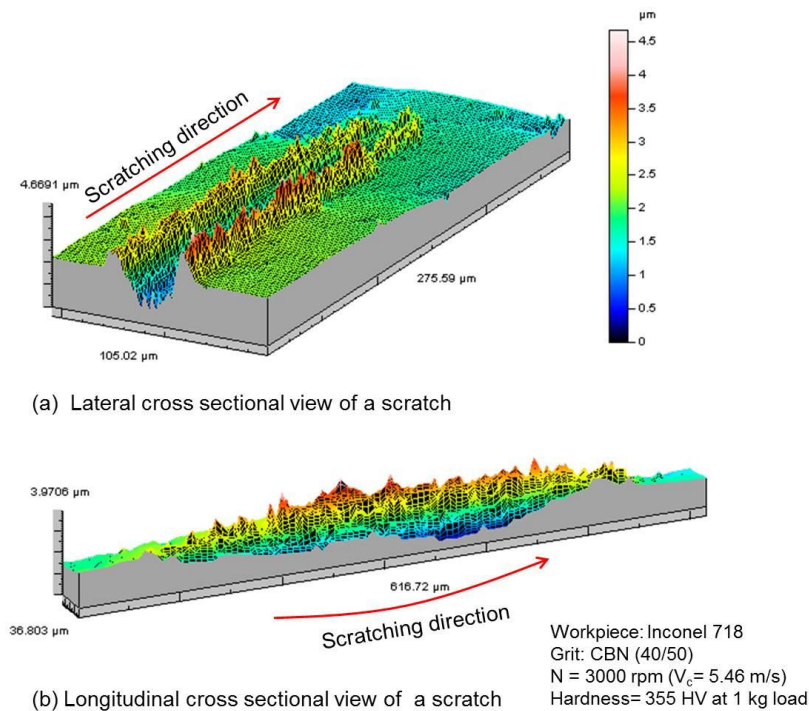 µm
4.5
4
3.5
3
2.5
2
1.5
1
0.5
0
Scratching direction
4.6691 µm
275.59 µm
105.02 µm
(a) Lateral cross sectional view of a scratch
3.9706 µm
616.72 µm
36.803 µm
Scratching direction
Workpiece: Inconel 718
Grit: CBN (40/50)
N = 3000 rpm (Vc= 5.46 m/s)
Hardness= 355 HV at 1 kg load
(b) Longitudinal cross sectional view of a scratch